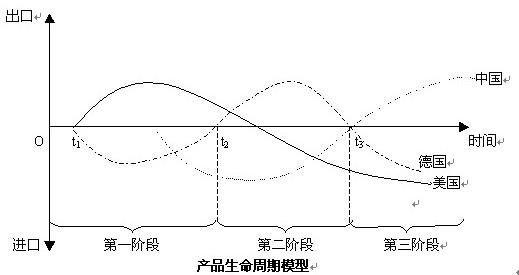 出口
中国
O
t1
t2
t3
时间
德国
美国
进口
第一阶段
第二阶段
第三阶段
产品生命周期模型